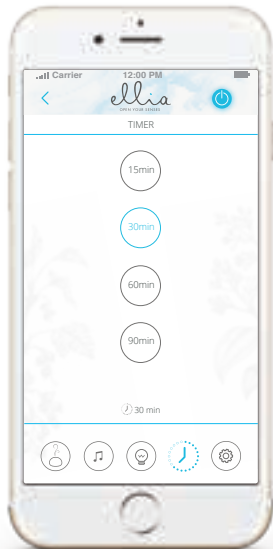 Carrier 12:00 PM
ellia
OPEN YOUR SENSES
TIMER
15min
30min
60min
90min
30 min